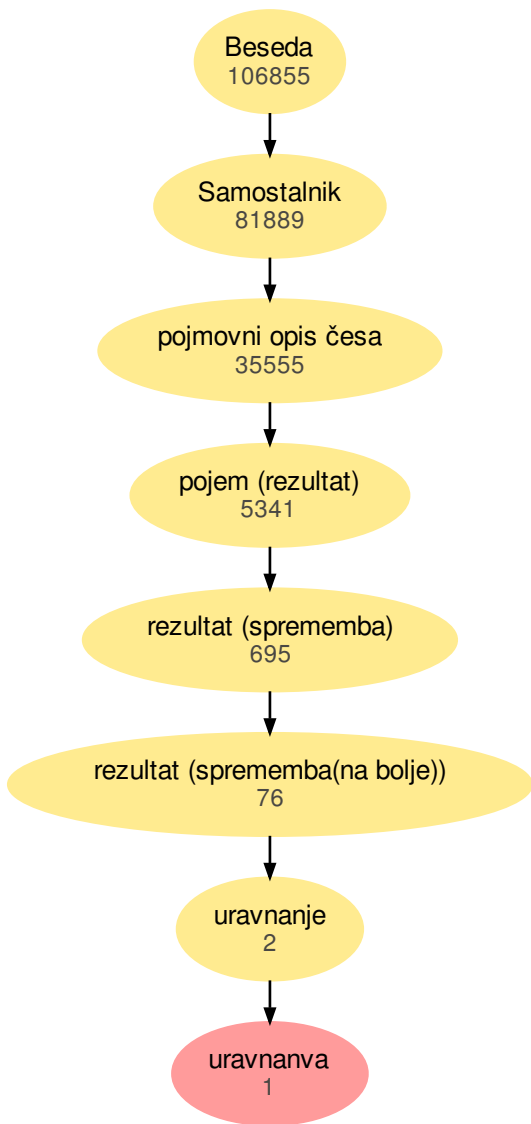 Beseda
106855
Samostalnik
81889
pojmovni opis česa
35555
pojem (rezultat)
5341
rezultat (sprememba)
695
rezultat (sprememba(na bolje))
76
uravnanje
2
uravnanva
1